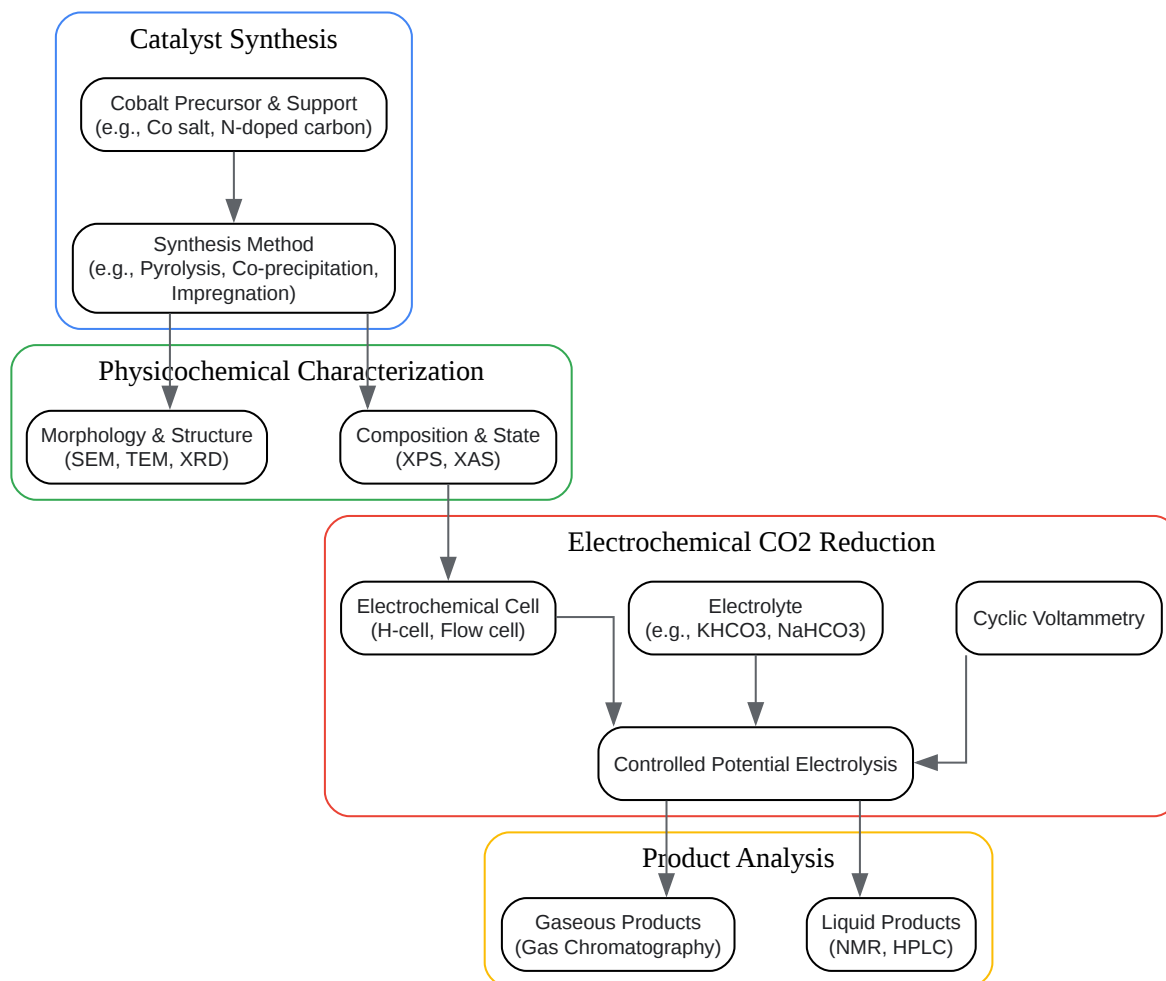 Catalyst Synthesis
Cobalt Precursor & Support
(e.g., Co salt, N-doped carbon)
Synthesis Method
(e.g., Pyrolysis, Co-precipitation,
Impregnation)
Physicochemical Characterization
Morphology & Structure
(SEM, TEM, XRD)
Composition & State
(XPS, XAS)
Electrochemical CO2 Reduction
Electrochemical Cell
(H-cell, Flow cell)
Electrolyte
(e.g., KHCO3, NaHCO3)
Cyclic Voltammetry
Controlled Potential Electrolysis
Product Analysis
Gaseous Products
(Gas Chromatography)
Liquid Products
(NMR, HPLC)